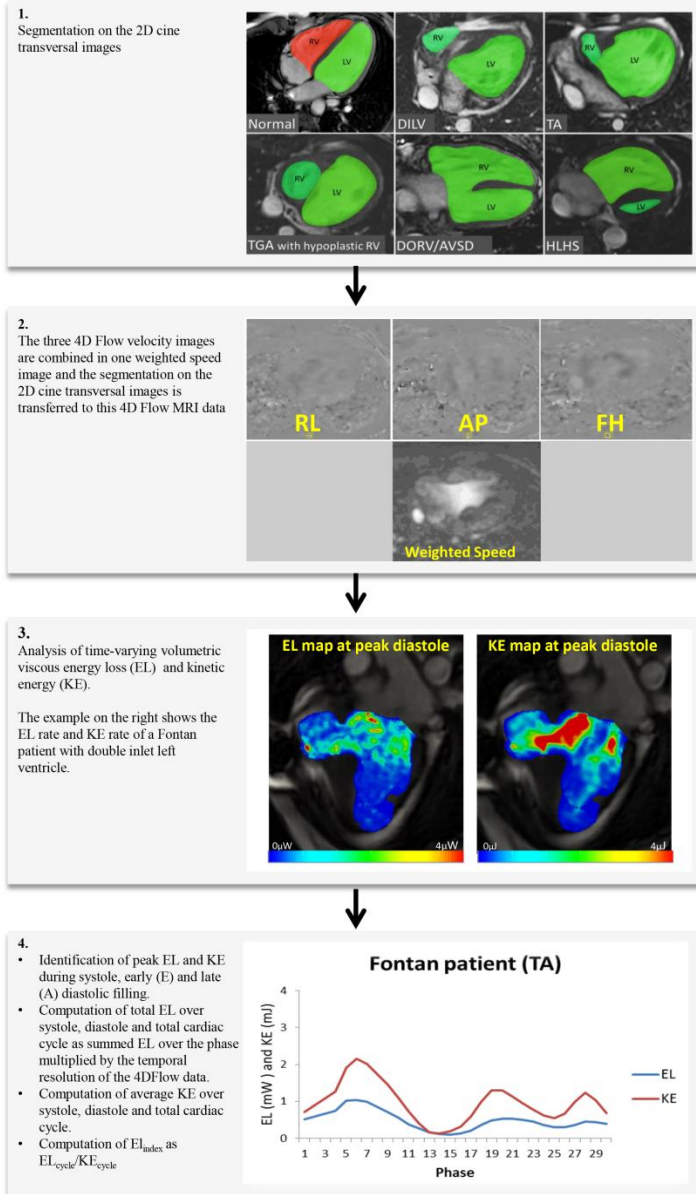 1.
Segmentation on the 2D cine
transversal images
RV
LV
Normal
RV
LV
DILV
RV
LV
TA
RV
LV
TGA with hypoplastic RV
RV
LV
DORV/AVSD
RV
LV
HLHS
2.
The three 4D Flow velocity images
are combined in one weighted speed
image and the segmentation on the
2D cine transversal images is
transferred to this 4D Flow MRI data
RL
AP
FH
Weighted Speed
3.
Analysis of time-varying volumetric
viscous energy loss (EL) and kinetic
energy (KE).
The example on the right shows the
EL rate and KE rate of a Fontan
patient with double inlet left
ventricle.
EL map at peak diastole
0µW 4µW
KE map at peak diastole
0µJ 4µJ
4.
• Identification of peak EL and KE
during systole, early (E) and late
(A) diastolic filling.
• Computation of total EL over
systole, diastole and total cardiac
cycle as summed EL over the phase
multiplied by the temporal
resolution of the 4DFlow data.
• Computation of average KE over
systole, diastole and total cardiac
cycle.
• Computation of El_index as
EL_cycle/KE_cycle
Fontan patient (TA)
EL (mW ) and KE (mJ)
4
3
2
1
0
1 3 5 7 9 11 13 15 17 19 21 23 25 27 29
Phase
EL
KE